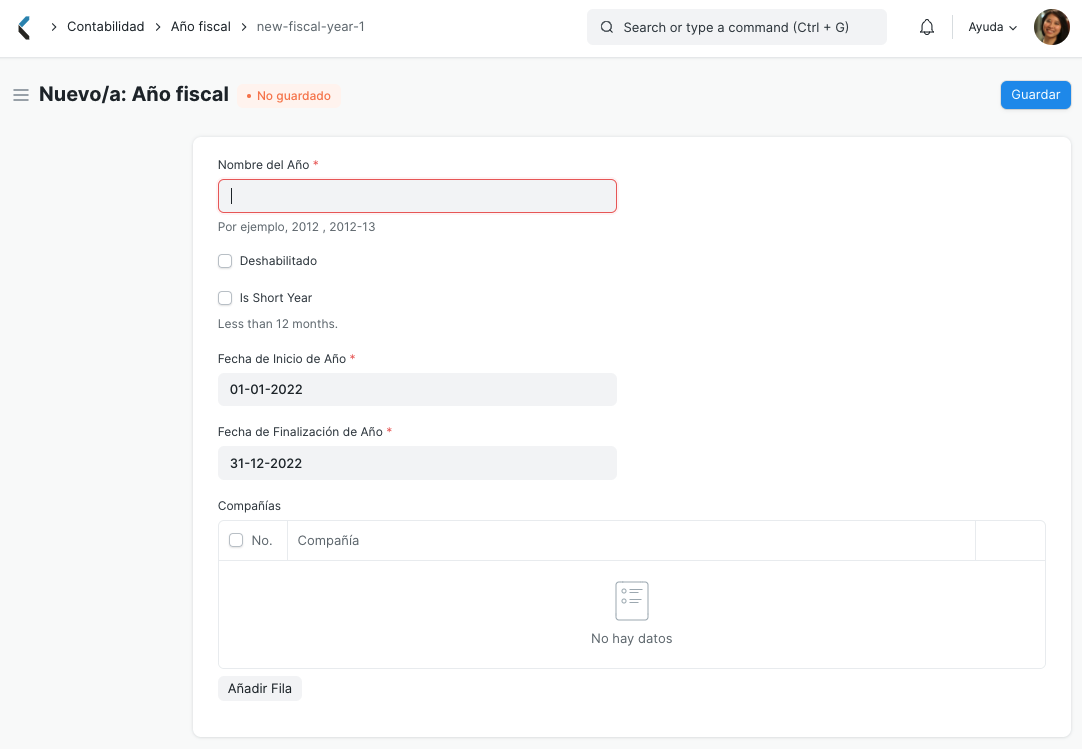 Contabilidad
Año fiscal
new-fiscal-year-1
Search or type a command (Ctrl + G)
Ayuda
Nuevo/a: Año fiscal
No guardado
Guardar
Nombre del Año *
Por ejemplo, 2012 , 2012-13
Deshabilitado
Is Short Year
Less than 12 months.
Fecha de Inicio de Año *
01-01-2022
Fecha de Finalización de Año *
31-12-2022
Compañías
No.
Compañía
No hay datos
Añadir Fila